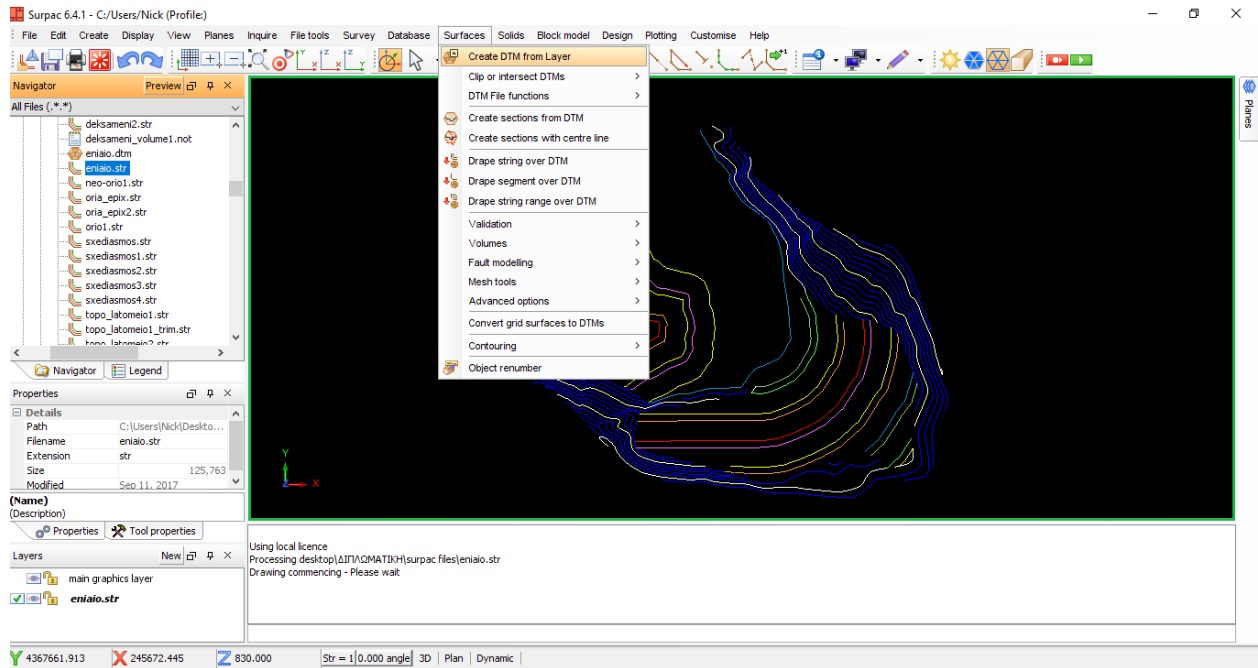 Surpac 6.4.1 - C:/Users/Nick (Profile:)
File Edit Create Display View Planes Inquire File tools Survey Database Surfaces Solids Block model Design Plotting Customise Help
Create DTM from Layer
Clip or intersect DTMs
DTM File functions
Create sections from DTM
Create sections with centre line
Drape string over DTM
Drape segment over DTM
Drape string range over DTM
Validation
Volumes
Fault modelling
Mesh tools
Advanced options
Convert grid surfaces to DTMs
Contouring
Object renumber
Navigator Preview
All Files (.*.*)
deksameni2.str
deksameni_volume1.not
eniaio.dtm
eniaio.str
neo-orio1.str
oria_epix.str
oria_epix2.str
orio1.str
sxediasmos.str
sxediasmos1.str
sxediasmos2.str
sxediasmos3.str
sxediasmos4.str
topo_latomeio1.str
topo_latomeio1_trim.str
topo_latomeio2.str
Navigator Legend
Properties
Details
Path C:\Users\Nick\Deskto...
Filename eniaio.str
Extension str
Size 125,763
Modified Sep 11, 2017
(Name)
(Description)
Properties Tool properties
Layers New
main graphics layer
eniaio.str
Planes
Y
Z X
Using local licence
Processing desktop\ΔΙΠΛΩΜΑΤΙΚΗ\surpac files\eniaio.str
Drawing commencing - Please wait
Y 4367661.913 X 245672.445 Z 830.000 Str = 1 0.000 angle 3D Plan Dynamic